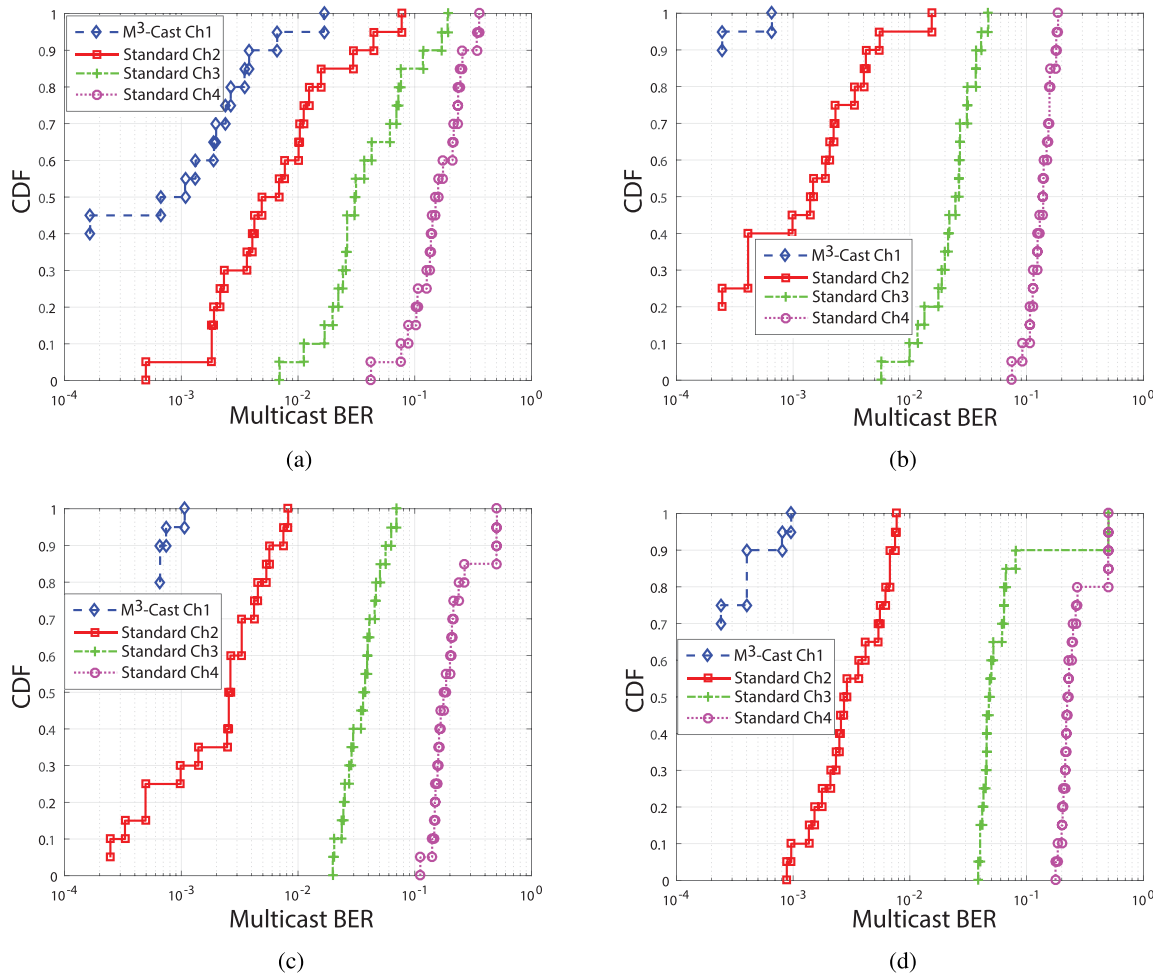 1
0.9
0.8
0.7
0.6
0.5
0.4
0.3
0.2
0.1
0
CDF
M³-Cast Ch1
Standard Ch2
Standard Ch3
Standard Ch4
10⁻⁴ 10⁻³ 10⁻² 10⁻¹ 10⁰
Multicast BER
(a)
1
0.9
0.8
0.7
0.6
0.5
0.4
0.3
0.2
0.1
0
CDF
M³-Cast Ch1
Standard Ch2
Standard Ch3
Standard Ch4
10⁻⁴ 10⁻³ 10⁻² 10⁻¹ 10⁰
Multicast BER
(b)
1
0.9
0.8
0.7
0.6
0.5
0.4
0.3
0.2
0.1
0
CDF
M³-Cast Ch1
Standard Ch2
Standard Ch3
Standard Ch4
10⁻⁴ 10⁻³ 10⁻² 10⁻¹ 10⁰
Multicast BER
(c)
1
0.9
0.8
0.7
0.6
0.5
0.4
0.3
0.2
0.1
0
CDF
M³-Cast Ch1
Standard Ch2
Standard Ch3
Standard Ch4
10⁻⁴ 10⁻³ 10⁻² 10⁻¹ 10⁰
Multicast BER
(d)